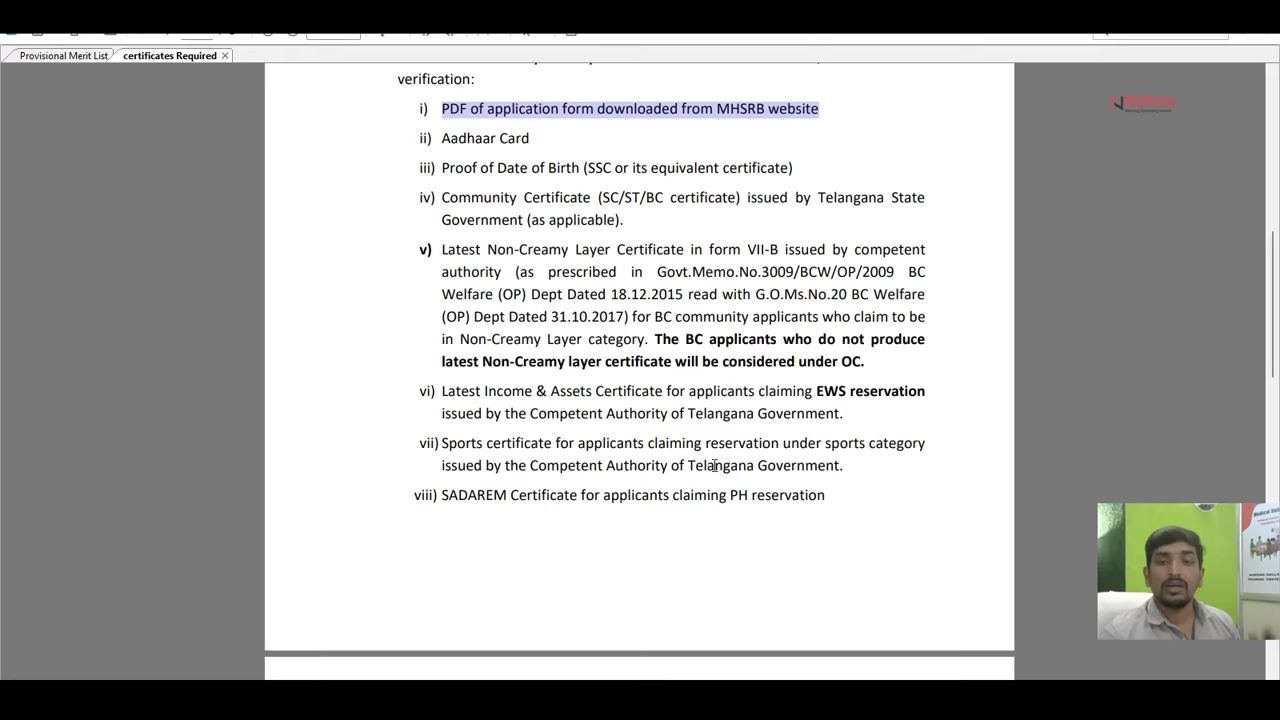 Provisional Merit List
certificates Required
verification:
i) PDF of application form downloaded from MHSRB website
ii) Aadhaar Card
iii) Proof of Date of Birth (SSC or its equivalent certificate)
iv) Community Certificate (SC/ST/BC certificate) issued by Telangana State
Government (as applicable).
v) Latest Non-Creamy Layer Certificate in form VII-B issued by competent
authority (as prescribed in Govt.Memo.No.3009/BCW/OP/2009 BC
Welfare (OP) Dept Dated 18.12.2015 read with G.O.Ms.No.20 BC Welfare
(OP) Dept Dated 31.10.2017) for BC community applicants who claim to be
in Non-Creamy Layer category. The BC applicants who do not produce
latest Non-Creamy layer certificate will be considered under OC.
vi) Latest Income & Assets Certificate for applicants claiming EWS reservation
issued by the Competent Authority of Telangana Government.
vii) Sports certificate for applicants claiming reservation under sports category
issued by the Competent Authority of Telangana Government.
viii) SADAREM Certificate for applicants claiming PH reservation